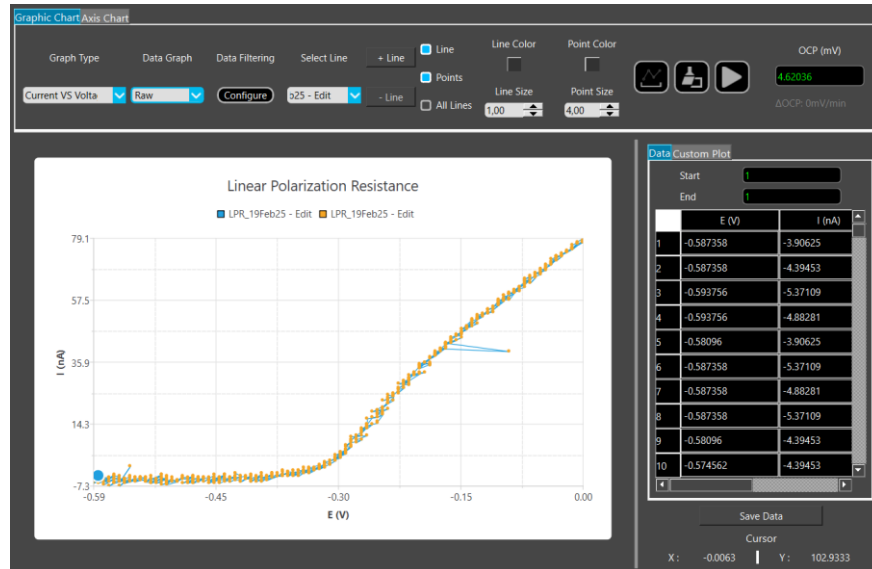 Graphic Chart Axis Chart
Graph Type Data Graph Data Filtering Select Line + Line Line Line Color Point Color OCP (mV)
Points 4.62036
Current VS Volta Raw Configure b25 - Edit - Line Line Size Point Size
All Lines 1,00 4,00 ΔOCP: 0mV/min
Linear Polarization Resistance
LPR_19Feb25 - Edit LPR_19Feb25 - Edit
79.1
57.5
35.9
14.3
-7.3
I (nA)
-0.59 -0.45 -0.30 -0.15 0.00
E (V)
Data Custom Plot
Start 1
End 1
E (V) I (nA)
1 -0.587358 -3.90625
2 -0.587358 -4.39453
3 -0.593756 -5.37109
4 -0.593756 -4.88281
5 -0.58096 -3.90625
6 -0.587358 -5.37109
7 -0.587358 -4.88281
8 -0.587358 -5.37109
9 -0.58096 -4.39453
10 -0.574562 -4.39453
Save Data
Cursor
X : -0.0063 Y : 102.9333